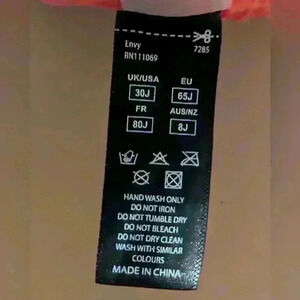 Envy 7285
RN111069
UK/USA EU
30J 65J
FR AUS/NZ
80J 8J
HAND WASH ONLY
DO NOT IRON
DO NOT TUMBLE DRY
DO NOT BLEACH
DO NOT DRY CLEAN
WASH WITH SIMILAR
COLOURS
MADE IN CHINA